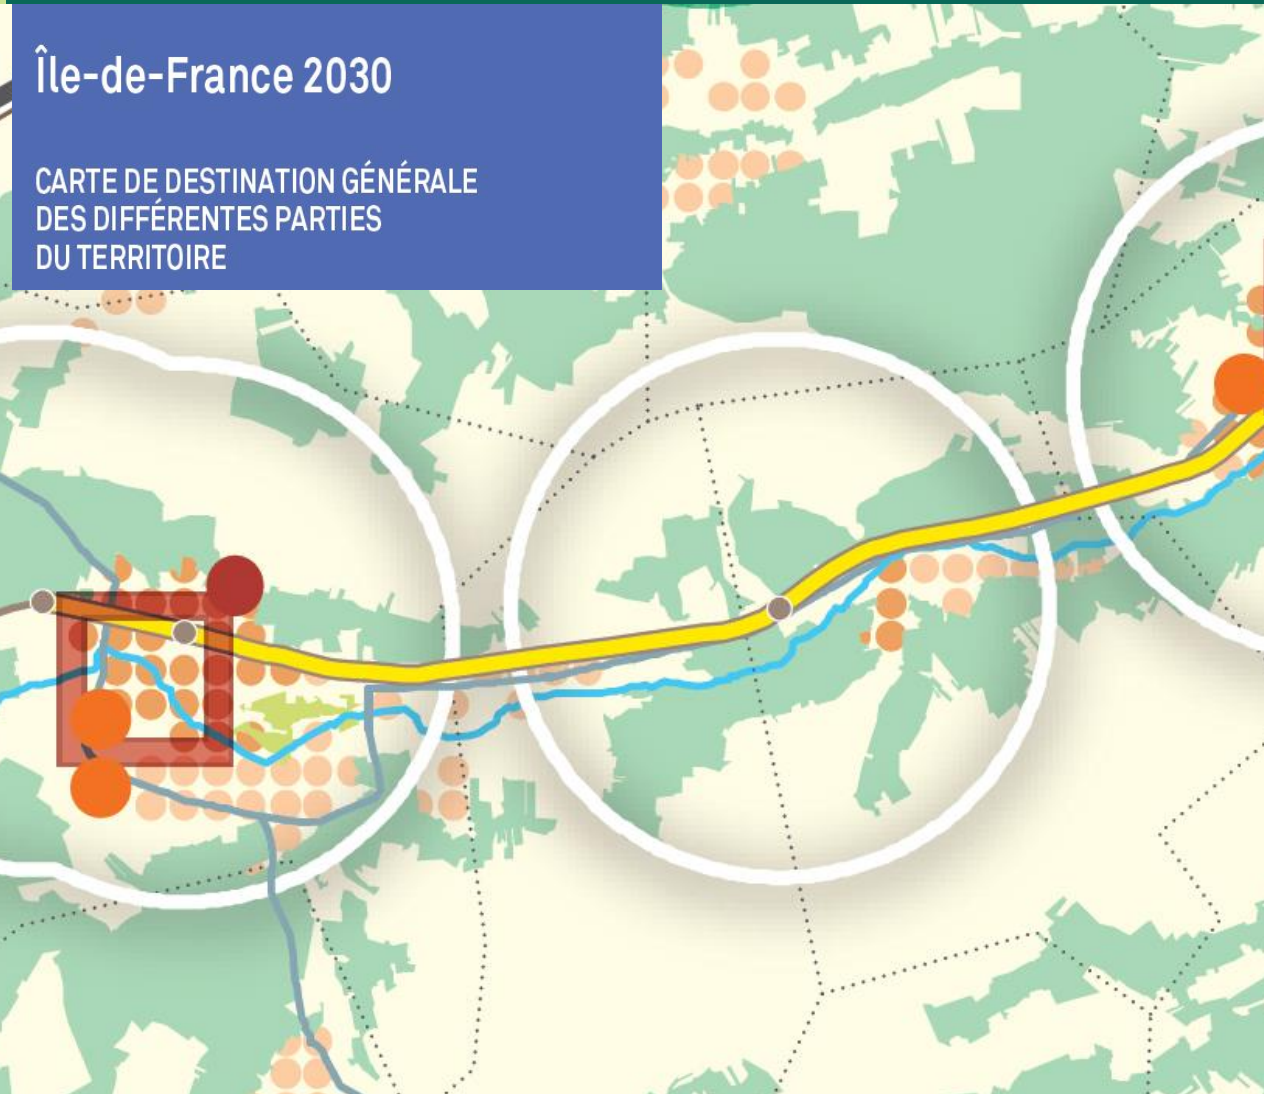 Île-de-France 2030
CARTE DE DESTINATION GÉNÉRALE
DES DIFFÉRENTES PARTIES
DU TERRITOIRE